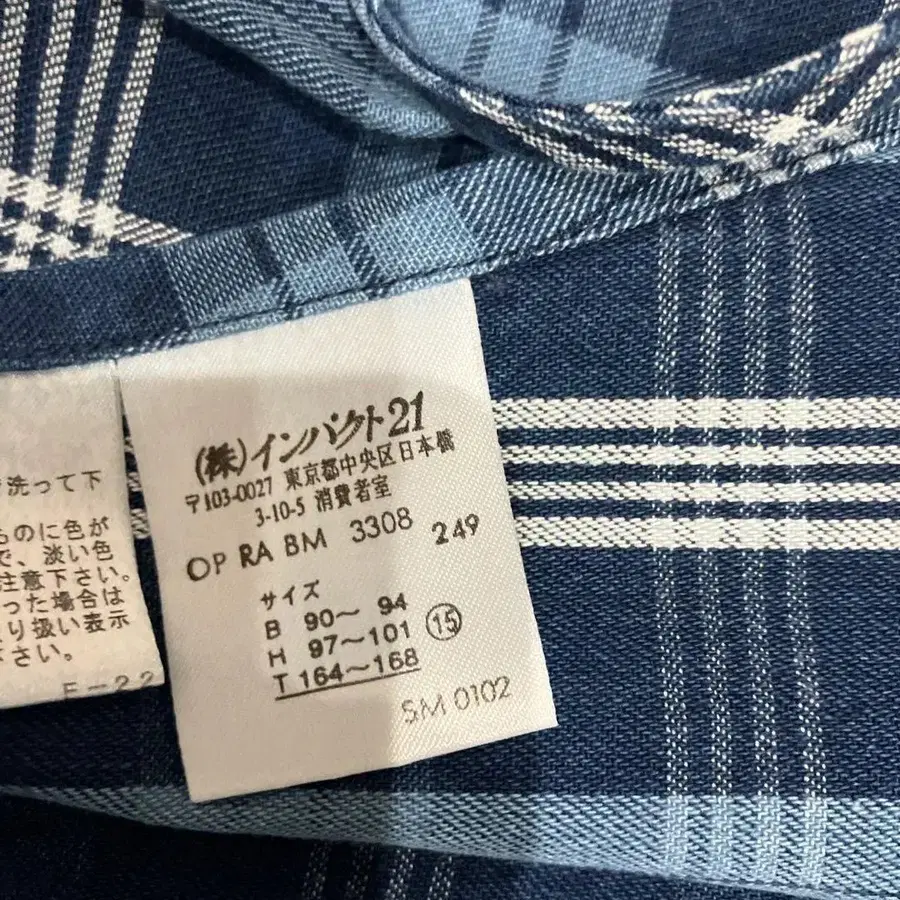 洗って下
ものに色が
で、淡い色
注意下さい。
った場合は
り扱い表示
さい。
(株)インパクト21
〒103-0027 東京都中央区日本橋
3-10-5 消費者室
OP RA BM 3308 249
サイズ
B 90〜 94
H 97〜101 ⑮
T 164〜168
SM 0102